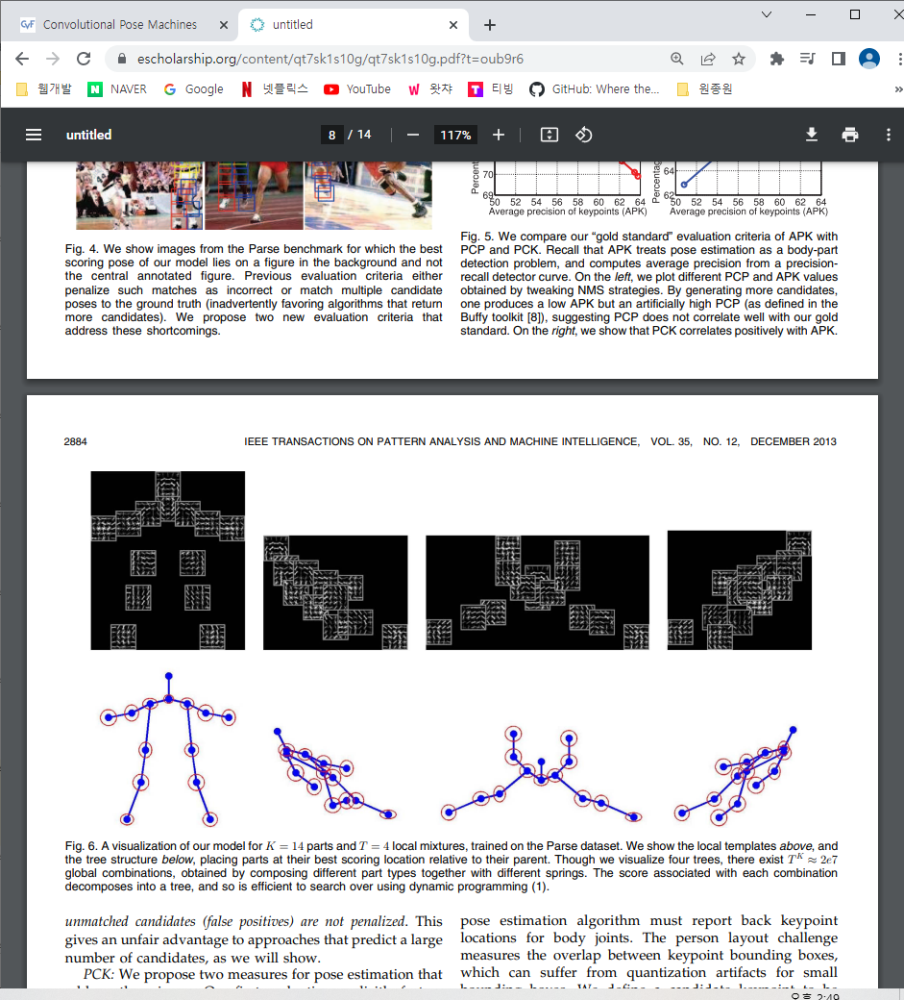 Convolutional Pose Machines
untitled
escholarship.org/content/qt7sk1s10g/qt7sk1s10g.pdf?t=oub9r6
웹개발 NAVER Google 넷플릭스 YouTube 왓챠 티빙 GitHub: Where the... 원종원 »
untitled
8 / 14
117%
Percent
70
69
50 52 54 56 58 60 62 64
Average precision of keypoints (APK)
Percentag
64
62
50 52 54 56 58 60 62 64
Average precision of keypoints (APK)
Fig. 4. We show images from the Parse benchmark for which the best
scoring pose of our model lies on a figure in the background and not
the central annotated figure. Previous evaluation criteria either
penalize such matches as incorrect or match multiple candidate
poses to the ground truth (inadvertently favoring algorithms that return
more candidates). We propose two new evaluation criteria that
address these shortcomings.
Fig. 5. We compare our “gold standard” evaluation criteria of APK with
PCP and PCK. Recall that APK treats pose estimation as a body-part
detection problem, and computes average precision from a precision-
recall detector curve. On the left, we plot different PCP and APK values
obtained by tweaking NMS strategies. By generating more candidates,
one produces a low APK but an artificially high PCP (as defined in the
Buffy toolkit [8]), suggesting PCP does not correlate well with our gold
standard. On the right, we show that PCK correlates positively with APK.
2884
IEEE TRANSACTIONS ON PATTERN ANALYSIS AND MACHINE INTELLIGENCE, VOL. 35, NO. 12, DECEMBER 2013
Fig. 6. A visualization of our model for K = 14 parts and T = 4 local mixtures, trained on the Parse dataset. We show the local templates above, and
the tree structure below, placing parts at their best scoring location relative to their parent. Though we visualize four trees, there exist T^K ≈ 2e7
global combinations, obtained by composing different part types together with different springs. The score associated with each combination
decomposes into a tree, and so is efficient to search over using dynamic programming (1).
unmatched candidates (false positives) are not penalized. This
gives an unfair advantage to approaches that predict a large
number of candidates, as we will show.
PCK: We propose two measures for pose estimation that
pose estimation algorithm must report back keypoint
locations for body joints. The person layout challenge
measures the overlap between keypoint bounding boxes,
which can suffer from quantization artifacts for small
bounding boxes. We define a candidate keypoint to be
오후 2:49